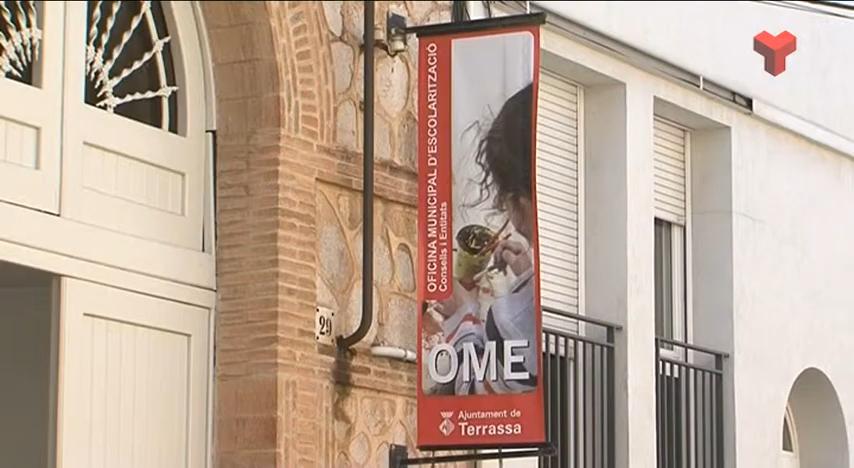 OFICINA MUNICIPAL D'ESCOLARITZACIÓ
Consells i Entitats
29
OME
Ajuntament de
Terrassa